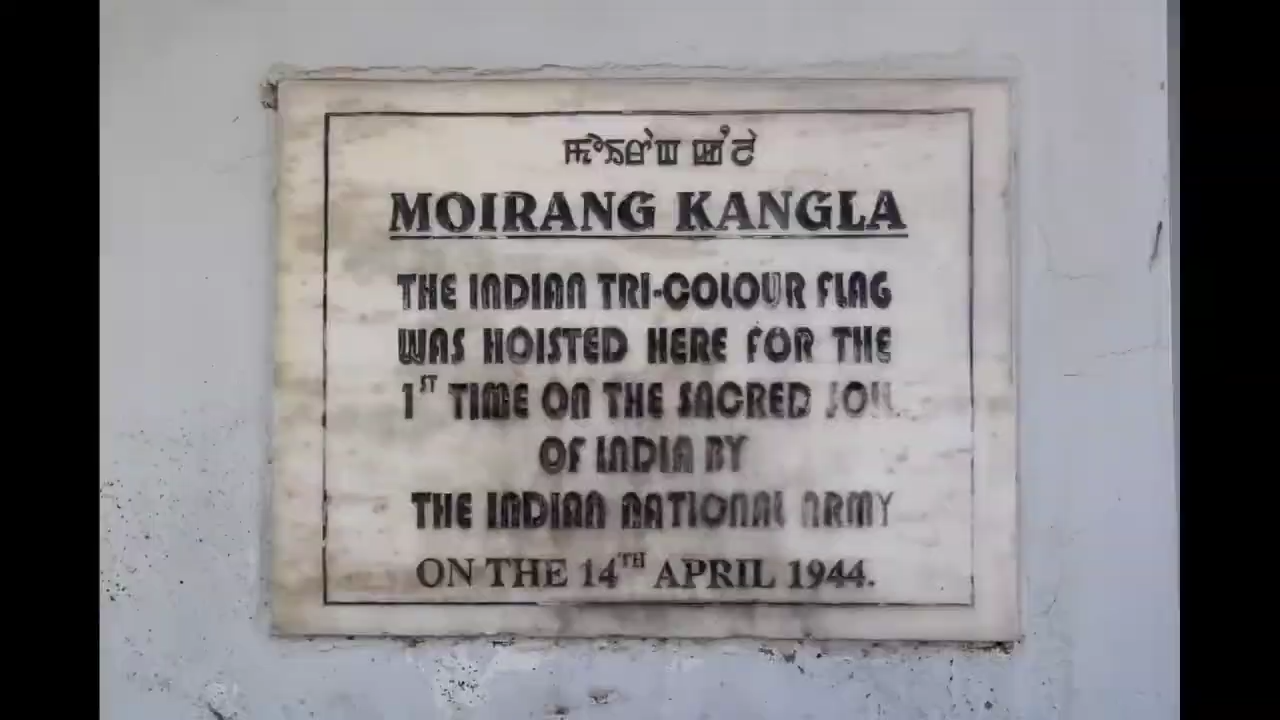 ꯃꯣꯢꯔꯥꯡ ꯀꯪꯂꯥ
MOIRANG KANGLA
THE INDIAN TRI-COLOUR FLAG
WAS HOISTED HERE FOR THE
1ST TIME ON THE SACRED SOIL
OF INDIA BY
THE INDIAN NATIONAL ARMY
ON THE 14TH APRIL 1944.